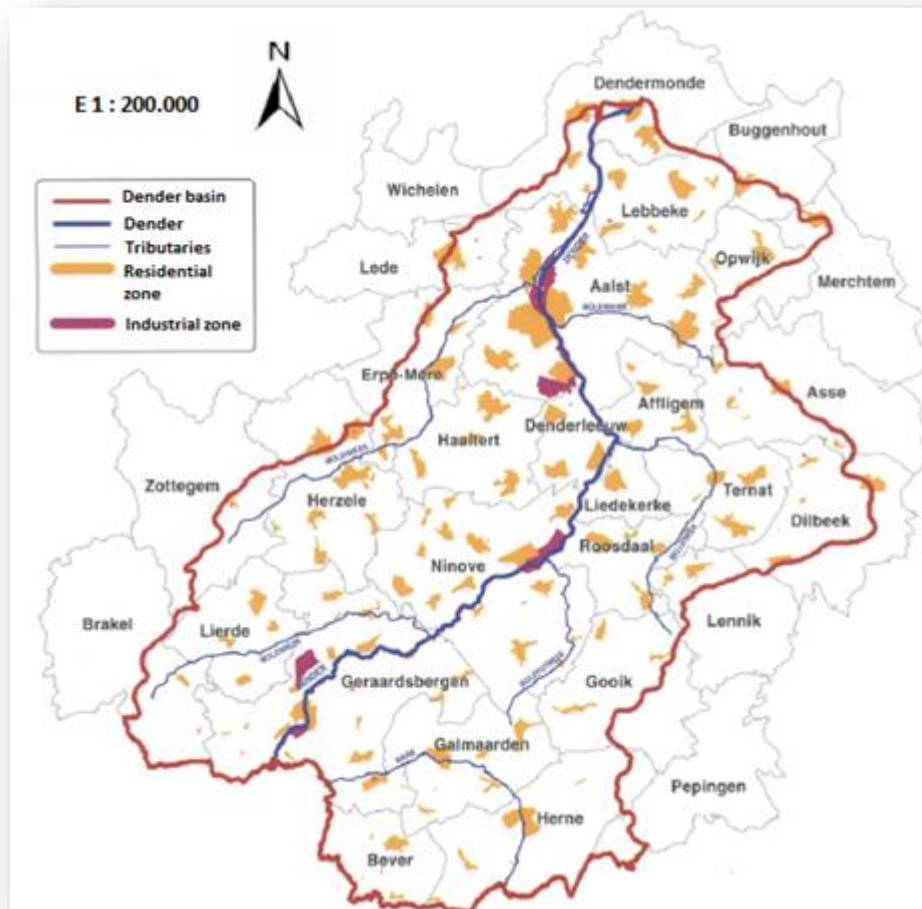 N
E 1 : 200.000
Dender basin
Dender
Tributaries
Residential
zone
Industrial zone
Dendermonde
Buggenhout
Wichelen
Lebbeke
Lede
Opwijk
Merchtem
Aalst
Erpe-Mere
Asse
Affligem
Haaltert
Denderleeuw
Zottegem
Herzele
Liedekerke
Ternat
Dilbeek
Roosdaal
Ninove
Brakel
Lierde
Lennik
Geraardsbergen
Gooik
Galmaarden
Pepingen
Herne
Bever